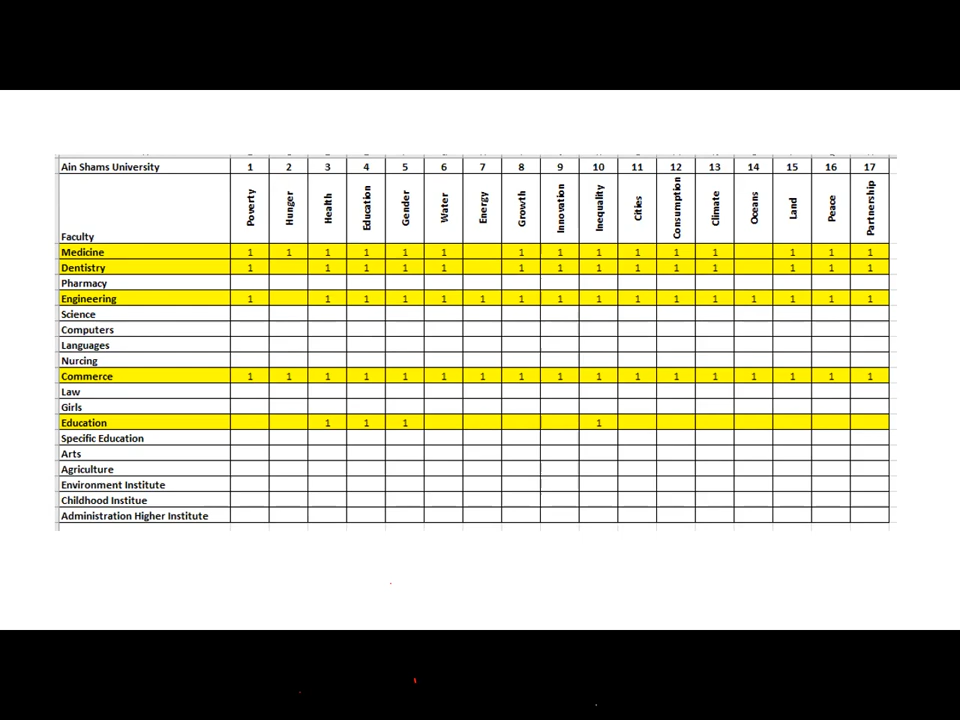 Ain Shams University 1 2 3 4 5 6 7 8 9 10 11 12 13 14 15 16 17
Faculty Poverty Hunger Health Education Gender Water Energy Growth Innovation Inequality Cities Consumption Climate Oceans Land Peace Partnership
Medicine 1 1 1 1 1 1 1 1 1 1 1 1 1 1 1
Dentistry 1 1 1 1 1 1 1 1 1 1 1 1 1 1
Pharmacy
Engineering 1 1 1 1 1 1 1 1 1 1 1 1 1 1 1 1
Science
Computers
Languages
Nurcing
Commerce 1 1 1 1 1 1 1 1 1 1 1 1 1 1 1 1 1
Law
Girls
Education 1 1 1 1
Specific Education
Arts
Agriculture
Environment Institute
Childhood Institue
Administration Higher Institute